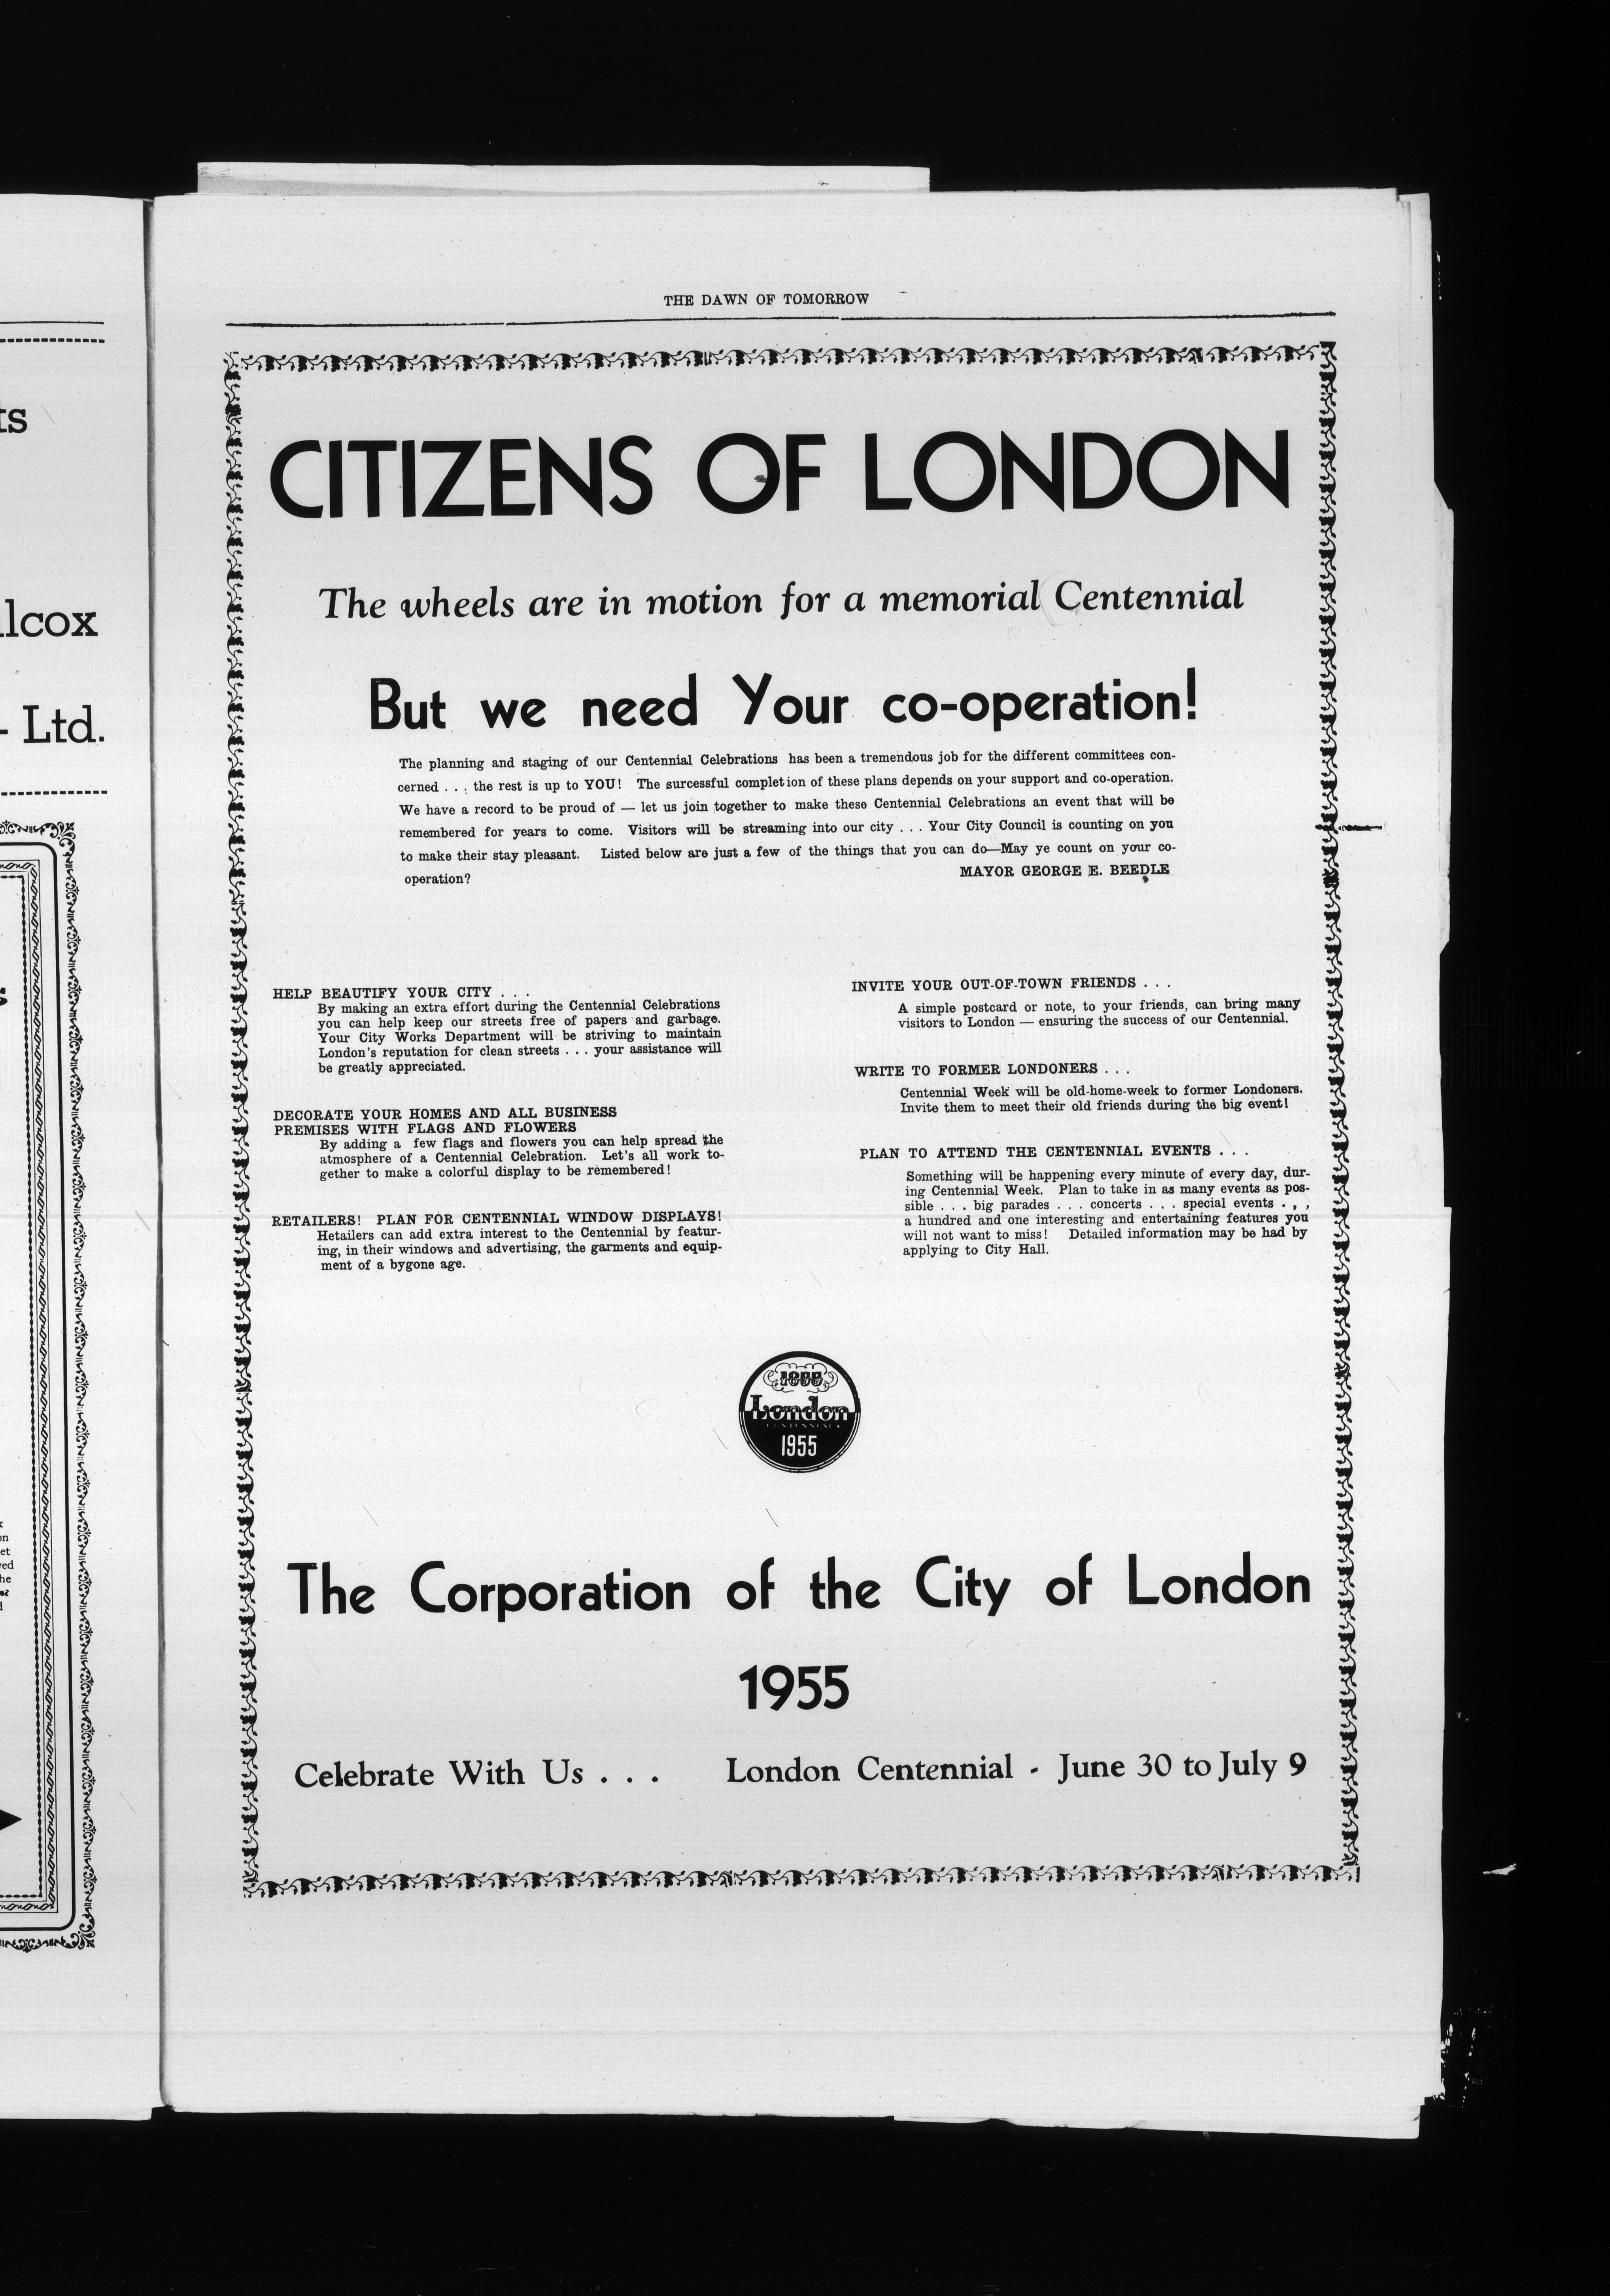 THE DAWN OF TOMORROW
CITIZENS OF LONDON
The wheels are in motion for a memorial Centennial
But we need Your co-operation!
The planning and staging of our Centennial Celebrations has been a tremendous job for the different committees con-
cerned . . . the rest is up to YOU! The surcessful completion of these plans depends on your support and co-operation.
We have a record to be proud of — let us join together to make these Centennial Celebrations an event that will be
remembered for years to come. Visitors will be streaming into our city . . . Your City Council is counting on you
to make their stay pleasant. Listed below are just a few of the things that you can do—May ye count on your co-
operation?
MAYOR GEORGE E. BEEDLE
HELP BEAUTIFY YOUR CITY . . .
By making an extra effort during the Centennial Celebrations
you can help keep our streets free of papers and garbage.
Your City Works Department will be striving to maintain
London's reputation for clean streets . . . your assistance will
be greatly appreciated.
DECORATE YOUR HOMES AND ALL BUSINESS
PREMISES WITH FLAGS AND FLOWERS
By adding a few flags and flowers you can help spread the
atmosphere of a Centennial Celebration. Let's all work to-
gether to make a colorful display to be remembered!
RETAILERS! PLAN FOR CENTENNIAL WINDOW DISPLAYS!
Hetailers can add extra interest to the Centennial by featur-
ing, in their windows and advertising, the garments and equip-
ment of a bygone age.
INVITE YOUR OUT-OF-TOWN FRIENDS . . .
A simple postcard or note, to your friends, can bring many
visitors to London — ensuring the success of our Centennial.
WRITE TO FORMER LONDONERS . . .
Centennial Week will be old-home-week to former Londoners.
Invite them to meet their old friends during the big event!
PLAN TO ATTEND THE CENTENNIAL EVENTS . . .
Something will be happening every minute of every day, dur-
ing Centennial Week. Plan to take in as many events as pos-
sible . . . big parades . . . concerts . . . special events . , ,
a hundred and one interesting and entertaining features you
will not want to miss! Detailed information may be had by
applying to City Hall.
1855
London
CENTENNIAL
1955
The Corporation of the City of London
1955
Celebrate With Us . . . London Centennial - June 30 to July 9
Ltd.